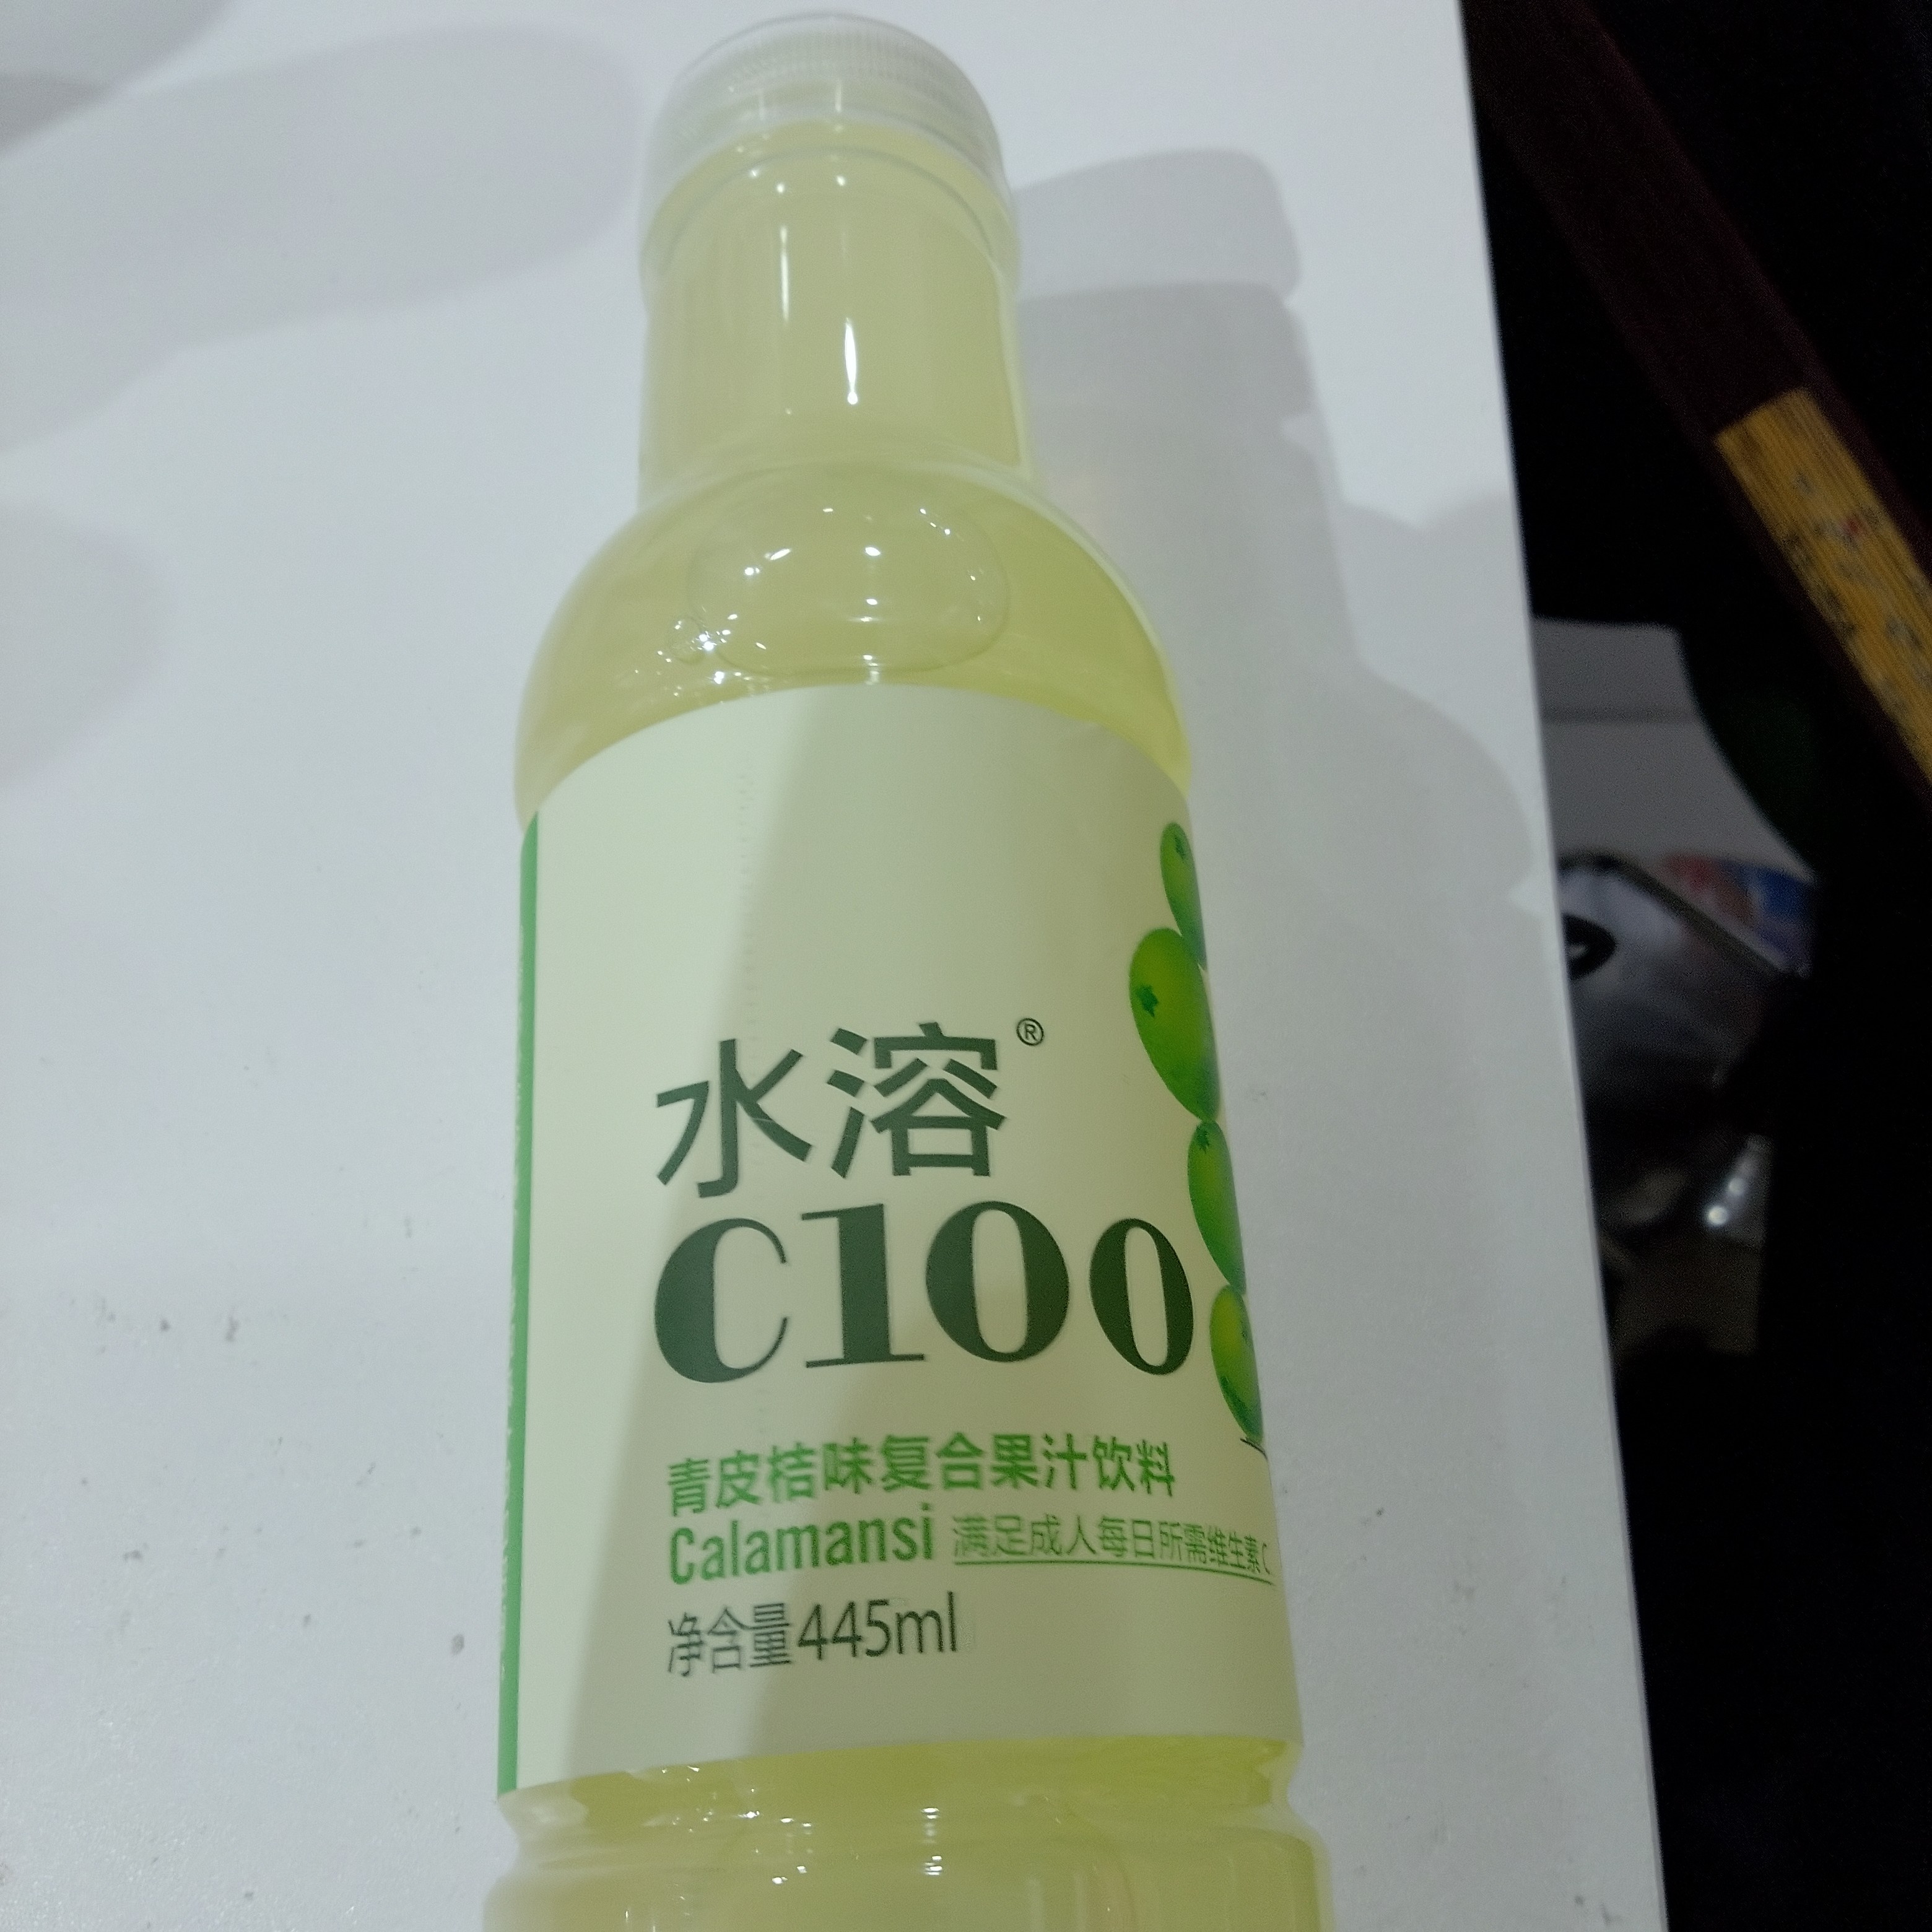 水溶®
C100
青皮桔味复合果汁饮料
Calamansi 满足成人每日所需维生素C
净含量445ml